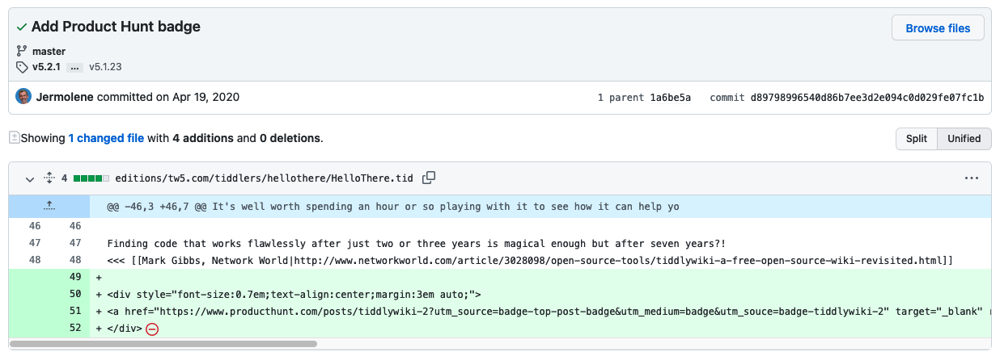 Add Product Hunt badge
Browse files
master
v5.2.1 ... v5.1.23
Jermolene committed on Apr 19, 2020
1 parent 1a6be5a commit d89798996540d86b7ee3d2e094c0d029fe07fc1b
Showing 1 changed file with 4 additions and 0 deletions.
Split Unified
4 editions/tw5.com/tiddlers/hellothere/HelloThere.tid
@@ -46,3 +46,7 @@ It's well worth spending an hour or so playing with it to see how it can help yo
46 46
47 47 Finding code that works flawlessly after just two or three years is magical enough but after seven years?!
48 48 <<< [[Mark Gibbs, Network World|http://www.networkworld.com/article/3028098/open-source-tools/tiddlywiki-a-free-open-source-wiki-revisited.html]]
49 +
50 + <div style="font-size:0.7em;text-align:center;margin:3em auto;">
51 + <a href="https://www.producthunt.com/posts/tiddlywiki-2?utm_source=badge-top-post-badge&utm_medium=badge&utm_souce=badge-tiddlywiki-2" target="_blank"
52 + </div>